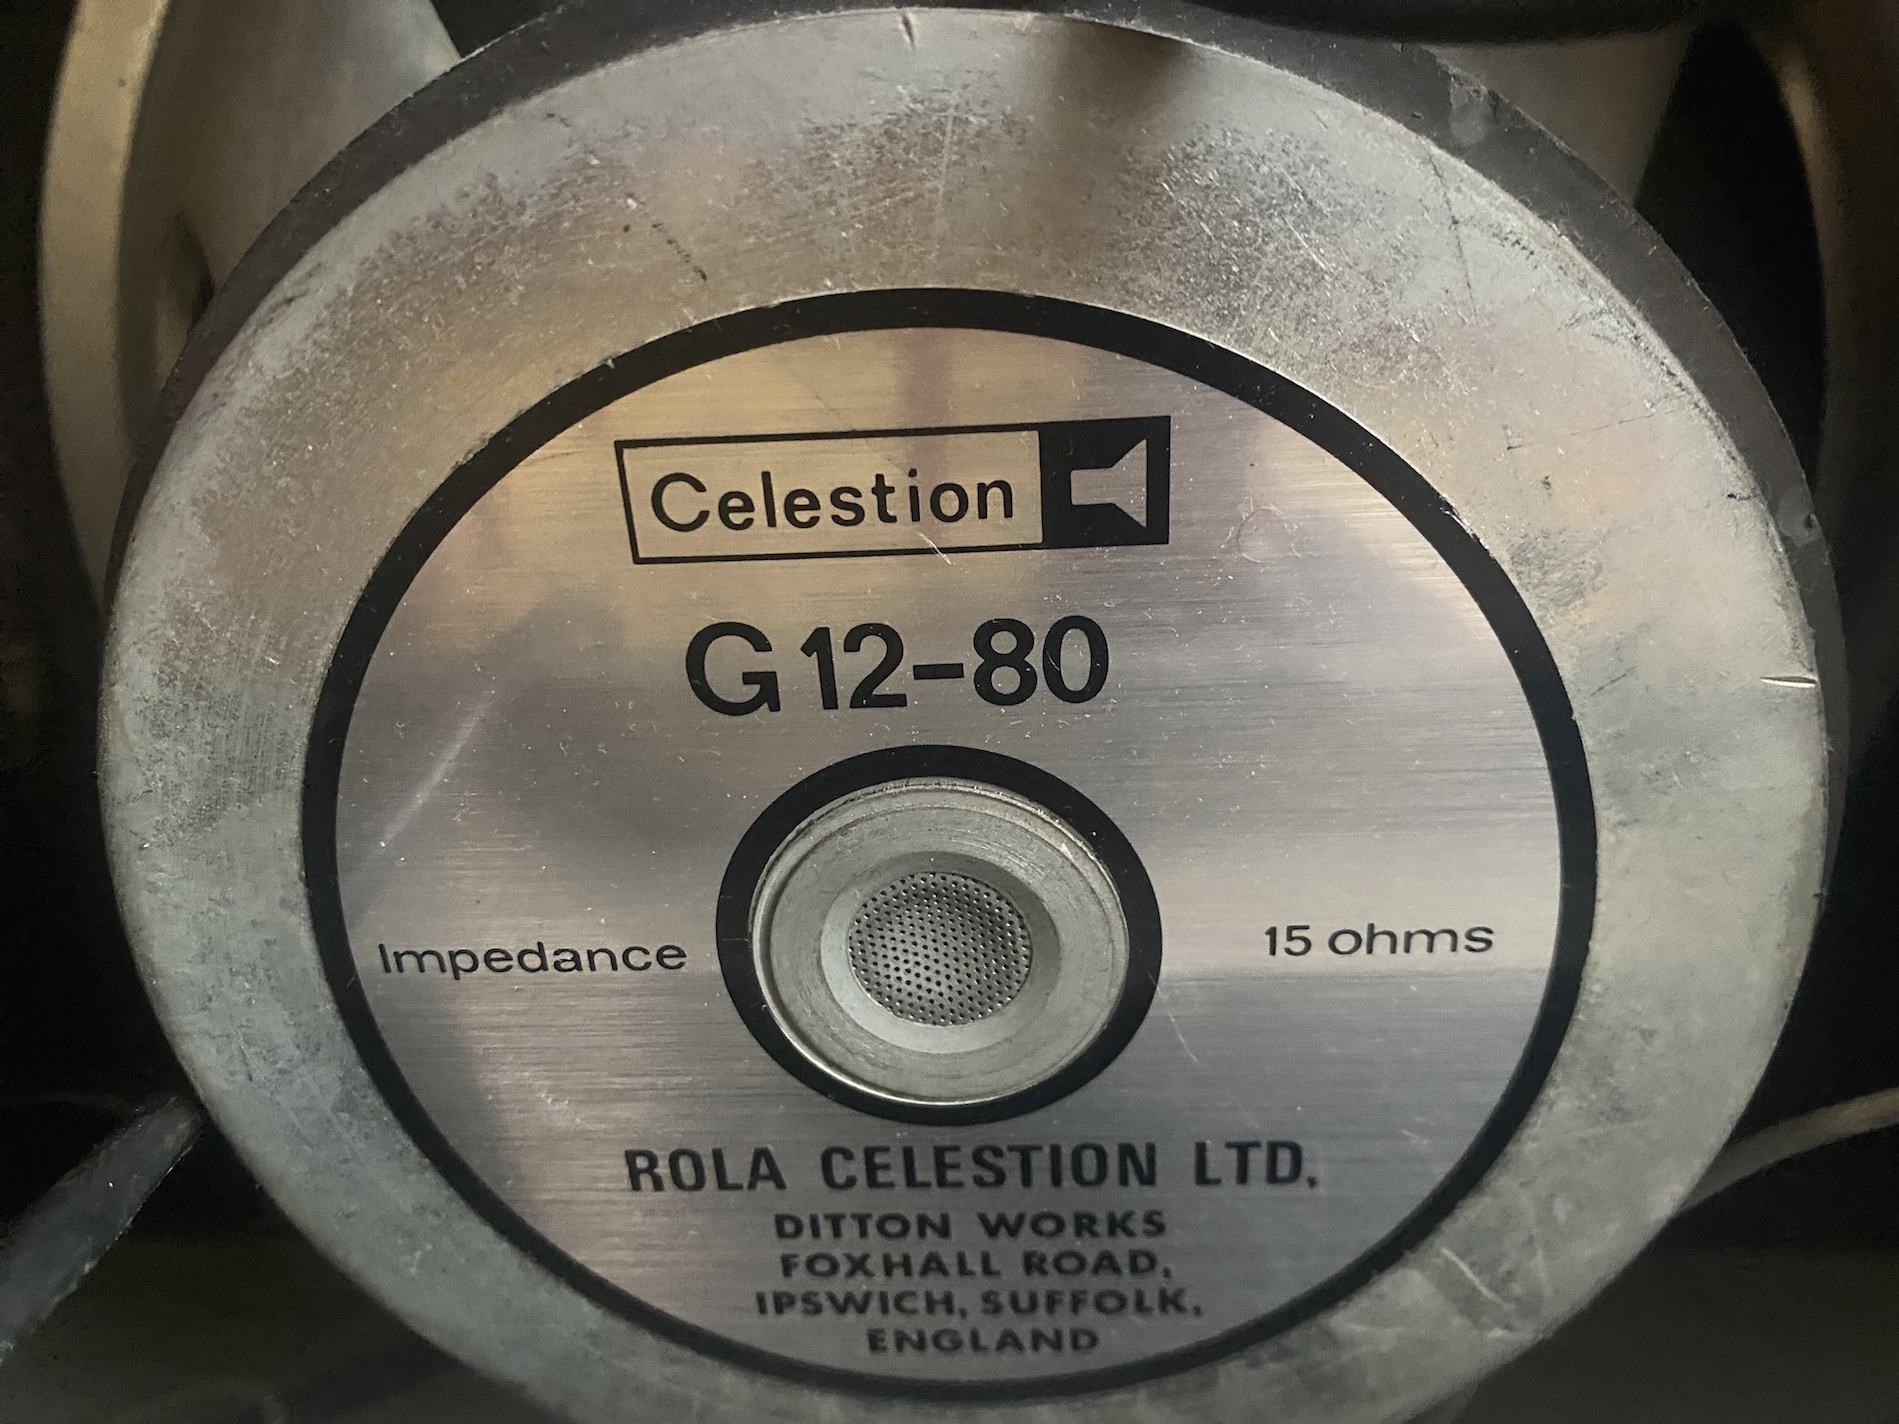 Celestion
G12-80
Impedance 15 ohms
ROLA CELESTION LTD.
DITTON WORKS
FOXHALL ROAD,
IPSWICH, SUFFOLK,
ENGLAND